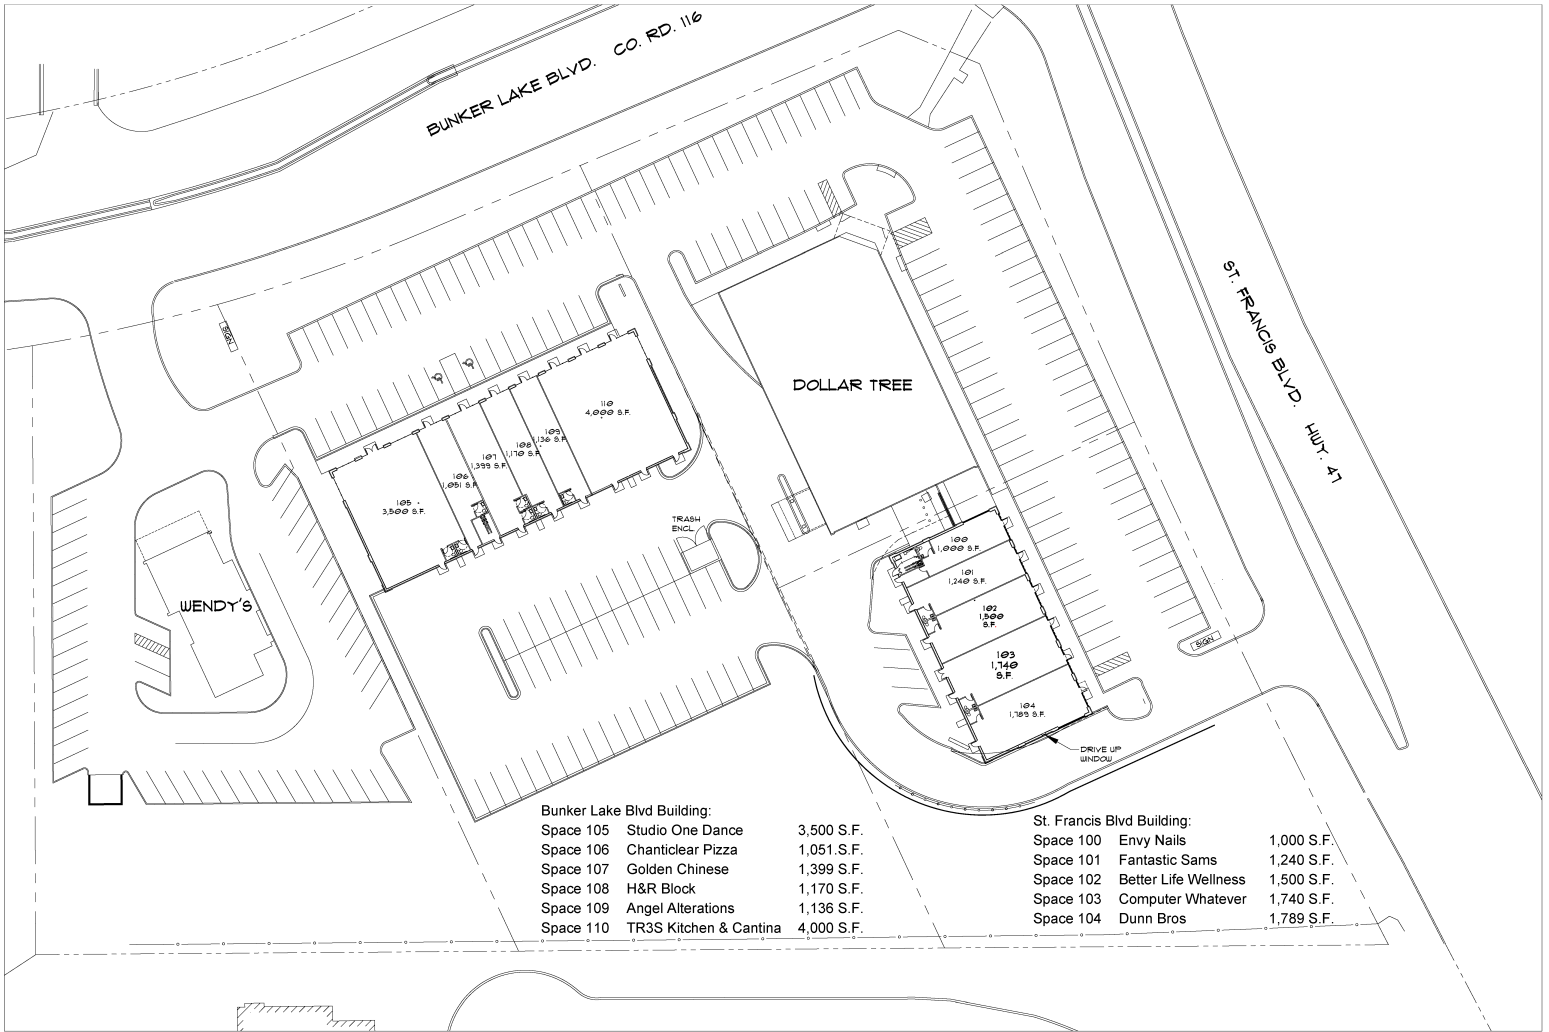 BUNKER LAKE BLVD. CO. RD. 116
ST. FRANCIS BLVD. HWY. 47
SIGN
DOLLAR TREE
110
4,000 S.F.
109
1,136 S.F.
108
1,170 S.F.
107
1,399 S.F.
106
1,051 S.F.
105
3,500 S.F.
TRASH
ENCL.
100
1,000 S.F.
101
1,240 S.F.
102
1,500
S.F.
103
1,740
S.F.
104
1,789 S.F.
WENDY'S
SIGN
DRIVE UP
WINDOW
Bunker Lake Blvd Building:
Space 105 Studio One Dance 3,500 S.F.
Space 106 Chanticlear Pizza 1,051.S.F.
Space 107 Golden Chinese 1,399 S.F.
Space 108 H&R Block 1,170 S.F.
Space 109 Angel Alterations 1,136 S.F.
Space 110 TR3S Kitchen & Cantina 4,000 S.F.
St. Francis Blvd Building:
Space 100 Envy Nails 1,000 S.F.
Space 101 Fantastic Sams 1,240 S.F.
Space 102 Better Life Wellness 1,500 S.F.
Space 103 Computer Whatever 1,740 S.F.
Space 104 Dunn Bros 1,789 S.F.